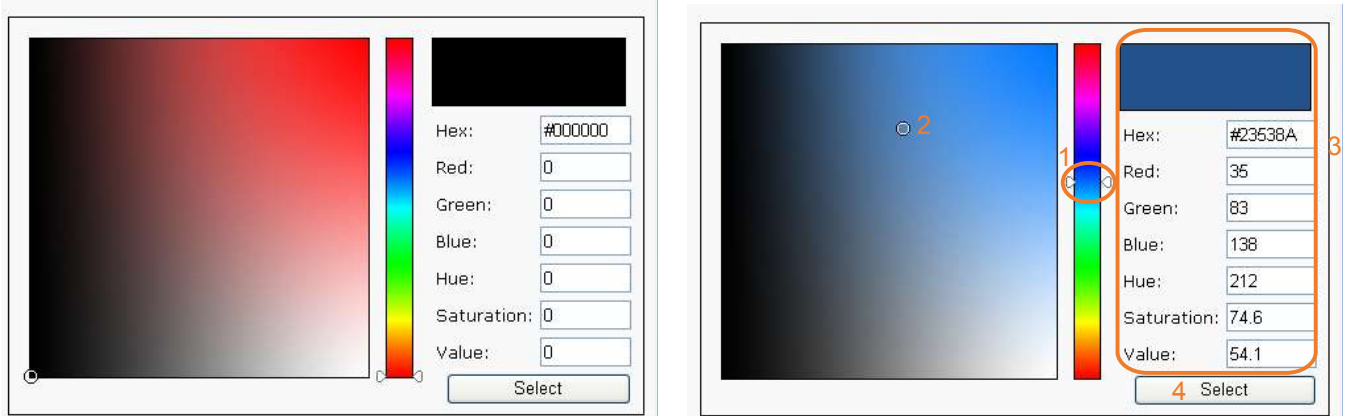 Hex: #000000
Red: 0
Green: 0
Blue: 0
Hue: 0
Saturation: 0
Value: 0
Select
2
1
3
Hex: #23538A
Red: 35
Green: 83
Blue: 138
Hue: 212
Saturation: 74.6
Value: 54.1
4 Select